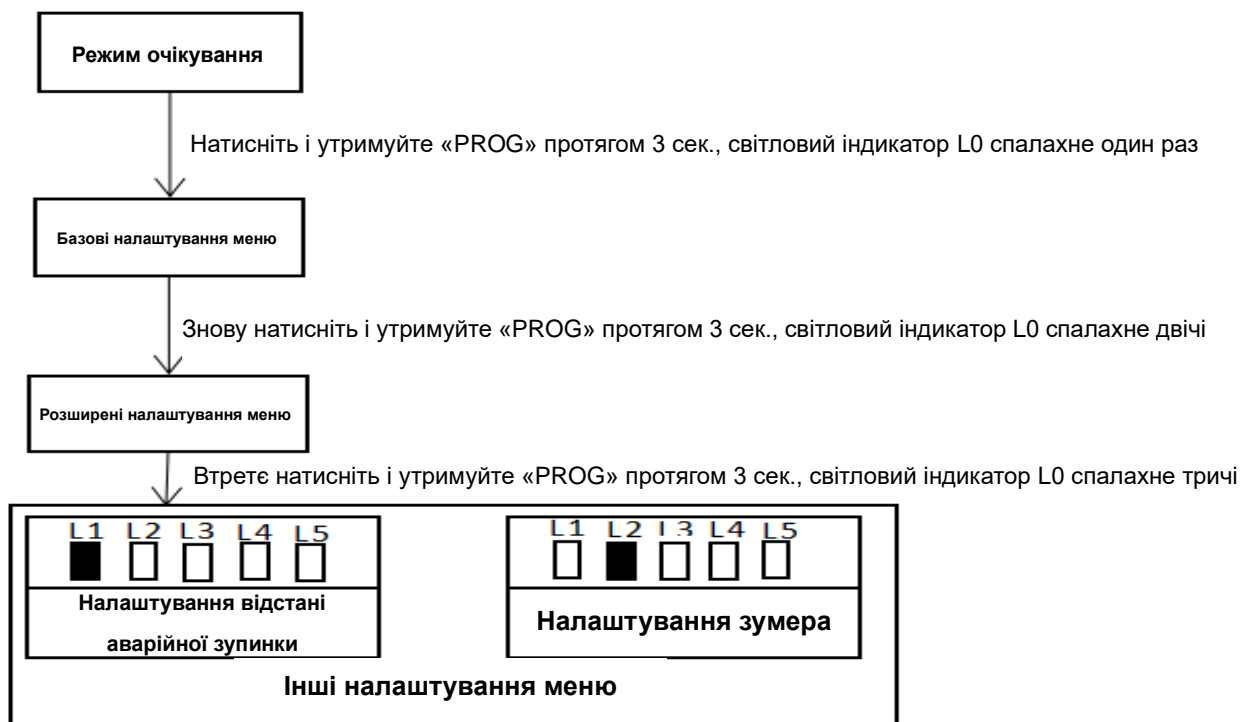 Режим очікування
Натисніть і утримуйте «PROG» протягом 3 сек., світловий індикатор L0 спалахне один раз
Базові налаштування меню
Знову натисніть і утримуйте «PROG» протягом 3 сек., світловий індикатор L0 спалахне двічі
Розширені налаштування меню
Втретє натисніть і утримуйте «PROG» протягом 3 сек., світловий індикатор L0 спалахне тричі
L1 L2 L3 L4 L5
Налаштування відстані
аварійної зупинки
L1 L2 L3 L4 L5
Налаштування зумера
Інші налаштування меню